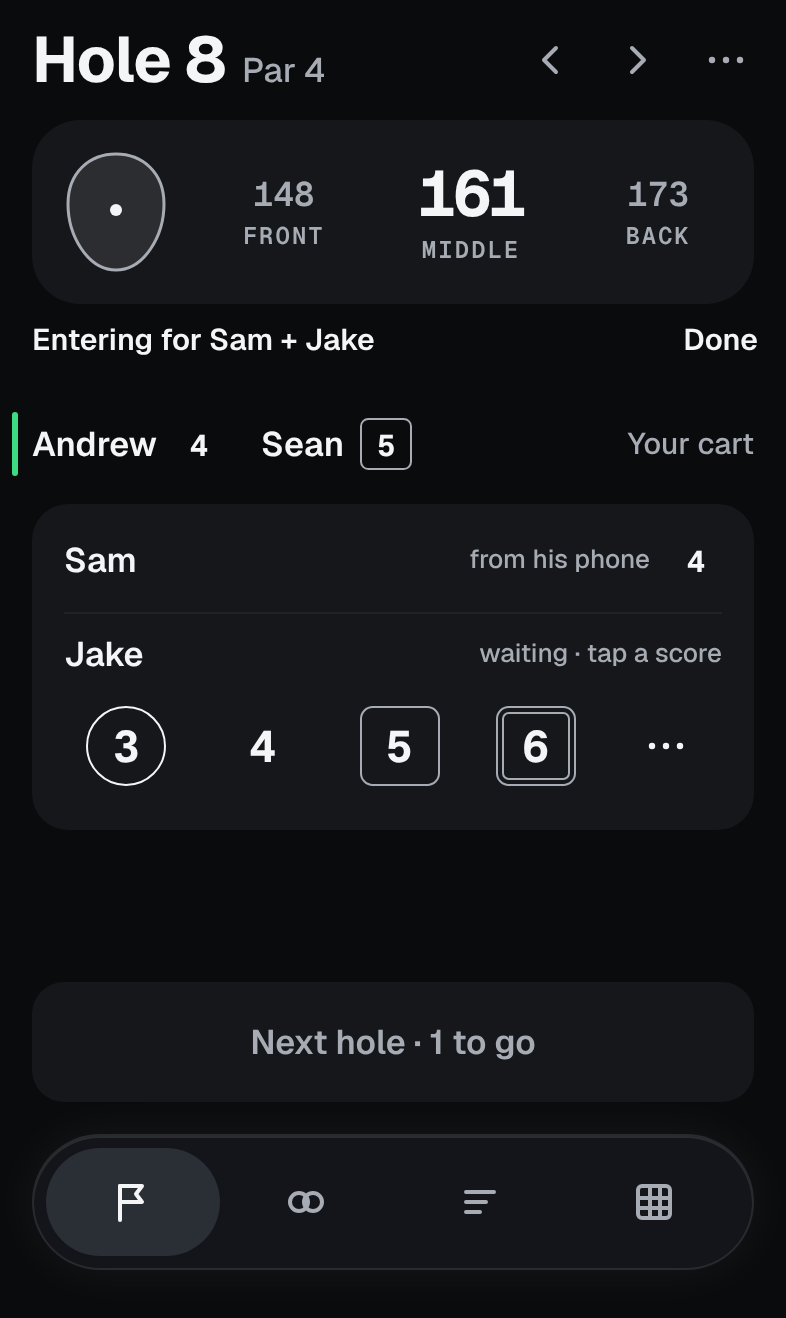 Hole 8 Par 4
148 161 173
FRONT MIDDLE BACK
Entering for Sam + Jake Done
Andrew 4 Sean 5 Your cart
Sam from his phone 4
Jake waiting · tap a score
3 4 5 6 ···
Next hole · 1 to go